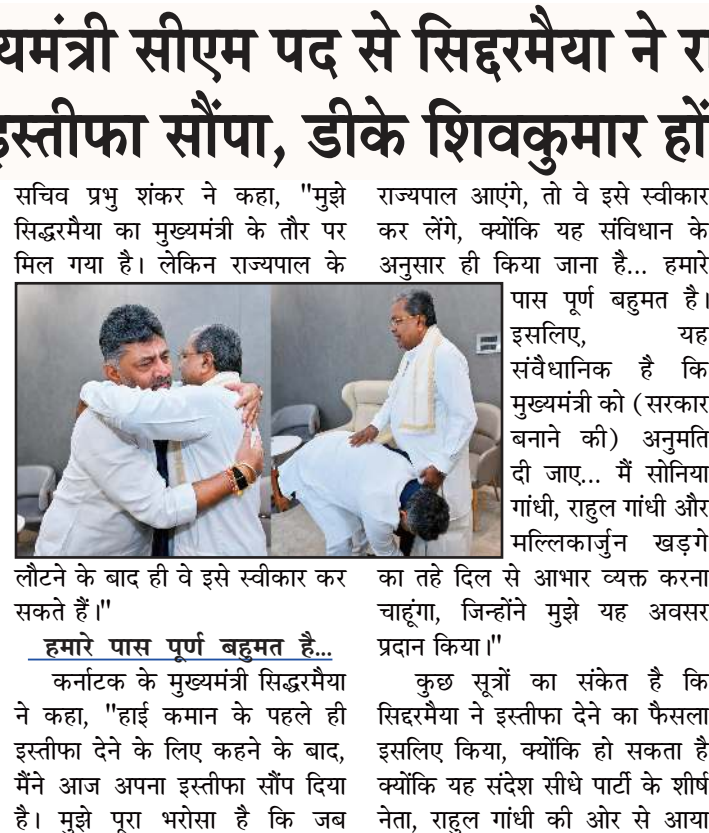 यमंत्री सीएम पद से सिद्दरमैया ने रा
इस्तीफा सौंपा, डीके शिवकुमार हों
सचिव प्रभु शंकर ने कहा, "मुझे
सिद्धरमैया का मुख्यमंत्री के तौर पर
मिल गया है। लेकिन राज्यपाल के
लौटने के बाद ही वे इसे स्वीकार कर
सकते हैं।"
हमारे पास पूर्ण बहुमत है...
कर्नाटक के मुख्यमंत्री सिद्धरमैया
ने कहा, "हाई कमान के पहले ही
इस्तीफा देने के लिए कहने के बाद,
मैंने आज अपना इस्तीफा सौंप दिया
है। मुझे पूरा भरोसा है कि जब
राज्यपाल आएंगे, तो वे इसे स्वीकार
कर लेंगे, क्योंकि यह संविधान के
अनुसार ही किया जाना है... हमारे
पास पूर्ण बहुमत है।
इसलिए, यह
संवैधानिक है कि
मुख्यमंत्री को (सरकार
बनाने की) अनुमति
दी जाए... मैं सोनिया
गांधी, राहुल गांधी और
मल्लिकार्जुन खड़गे
का तहे दिल से आभार व्यक्त करना
चाहूंगा, जिन्होंने मुझे यह अवसर
प्रदान किया।"
कुछ सूत्रों का संकेत है कि
सिद्दरमैया ने इस्तीफा देने का फैसला
इसलिए किया, क्योंकि हो सकता है
क्योंकि यह संदेश सीधे पार्टी के शीर्ष
नेता, राहुल गांधी की ओर से आया